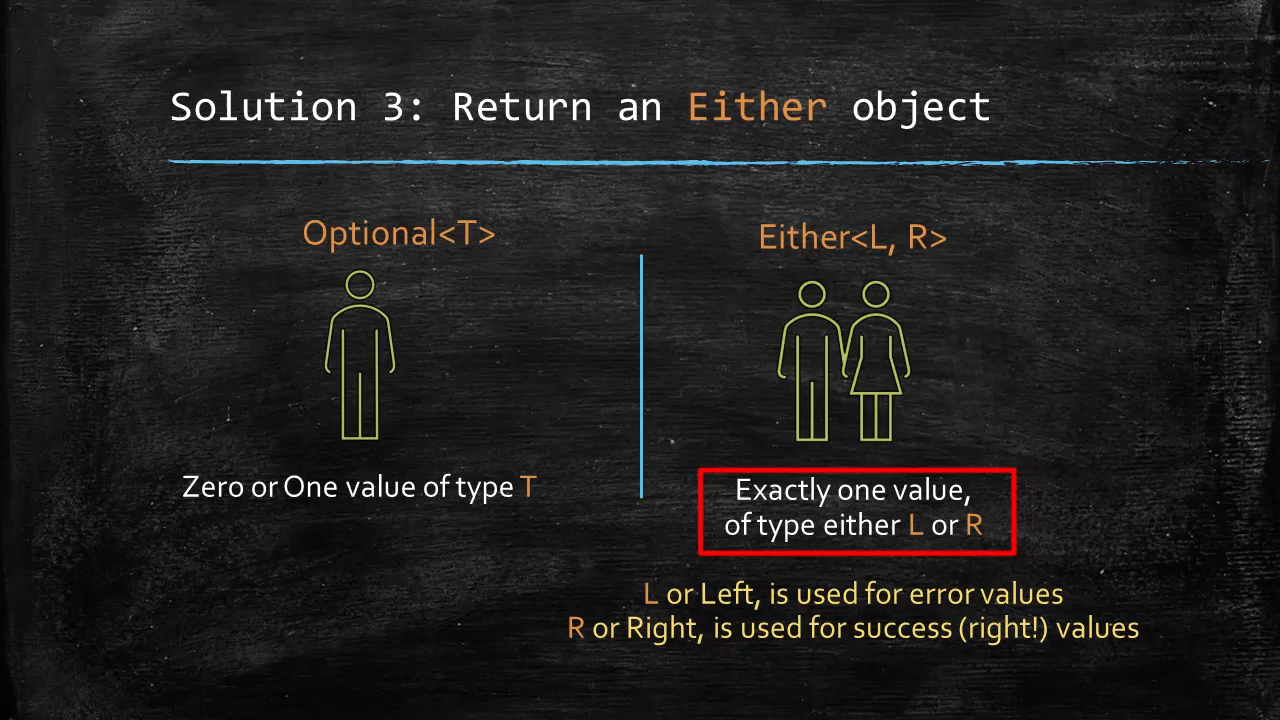 Solution 3: Return an Either object
Optional<T>
Zero or One value of type T
Either<L, R>
Exactly one value,
of type either L or R
L or Left, is used for error values
R or Right, is used for success (right!) values